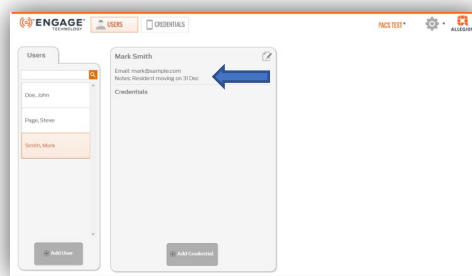 ENGAGE™
TECHNOLOGY
USERS
CREDENTIALS
PACS TEST
ALLEGION
Users
Doe, John
Page, Steve
Smith, Mark
Add User
Mark Smith
Email: mark@sample.com
Notes: Resident moving on 31 Dec
Credentials
Add Credential